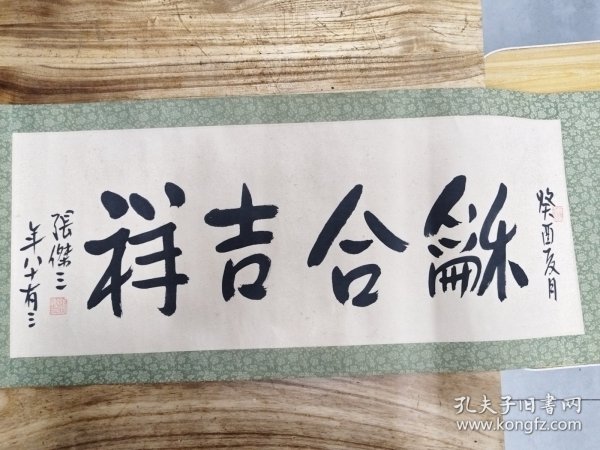 癸酉夏月
龢合吉祥
張傑三
年八十有三
孔夫子旧书网
www.kongfz.com